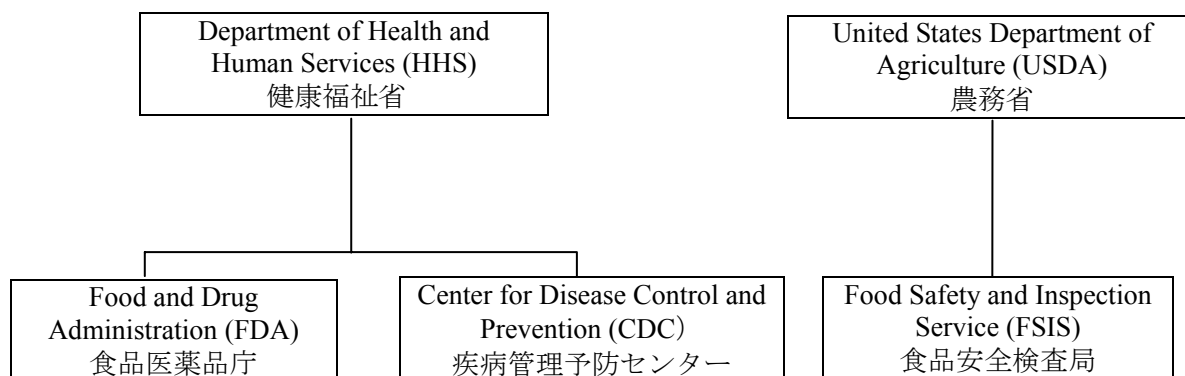 Department of Health and
Human Services (HHS)
健康福祉省
United States Department of
Agriculture (USDA)
農務省
Food and Drug
Administration (FDA)
食品医薬品庁
Center for Disease Control and
Prevention (CDC）
疾病管理予防センター
Food Safety and Inspection
Service (FSIS)
食品安全検査局